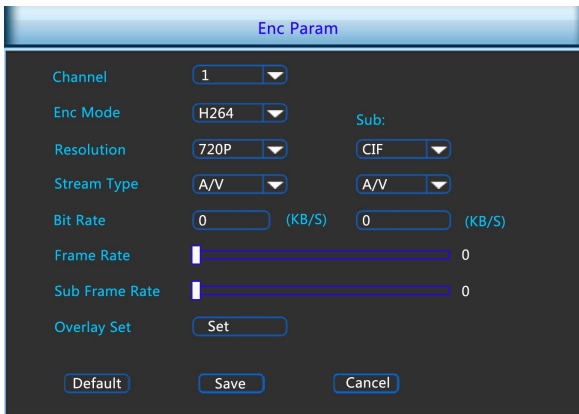 Enc Param
Channel 1
Enc Mode H264 Sub:
Resolution 720P CIF
Stream Type A/V A/V
Bit Rate 0 (KB/S) 0 (KB/S)
Frame Rate 0
Sub Frame Rate 0
Overlay Set Set
Default Save Cancel